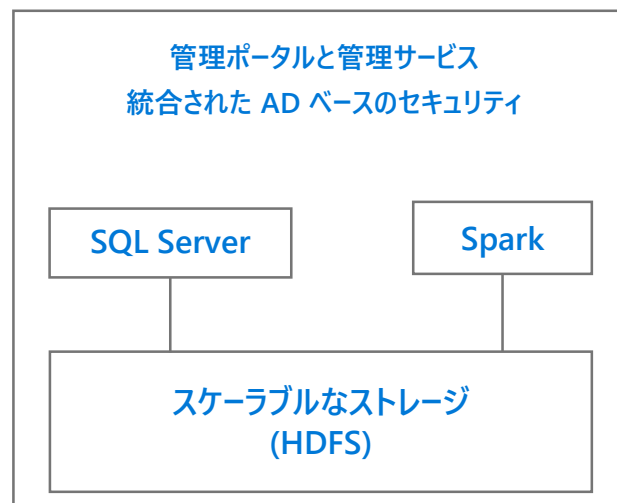 管理ポータルと管理サービス
統合された AD ベースのセキュリティ
SQL Server
Spark
スケーラブルなストレージ
(HDFS)